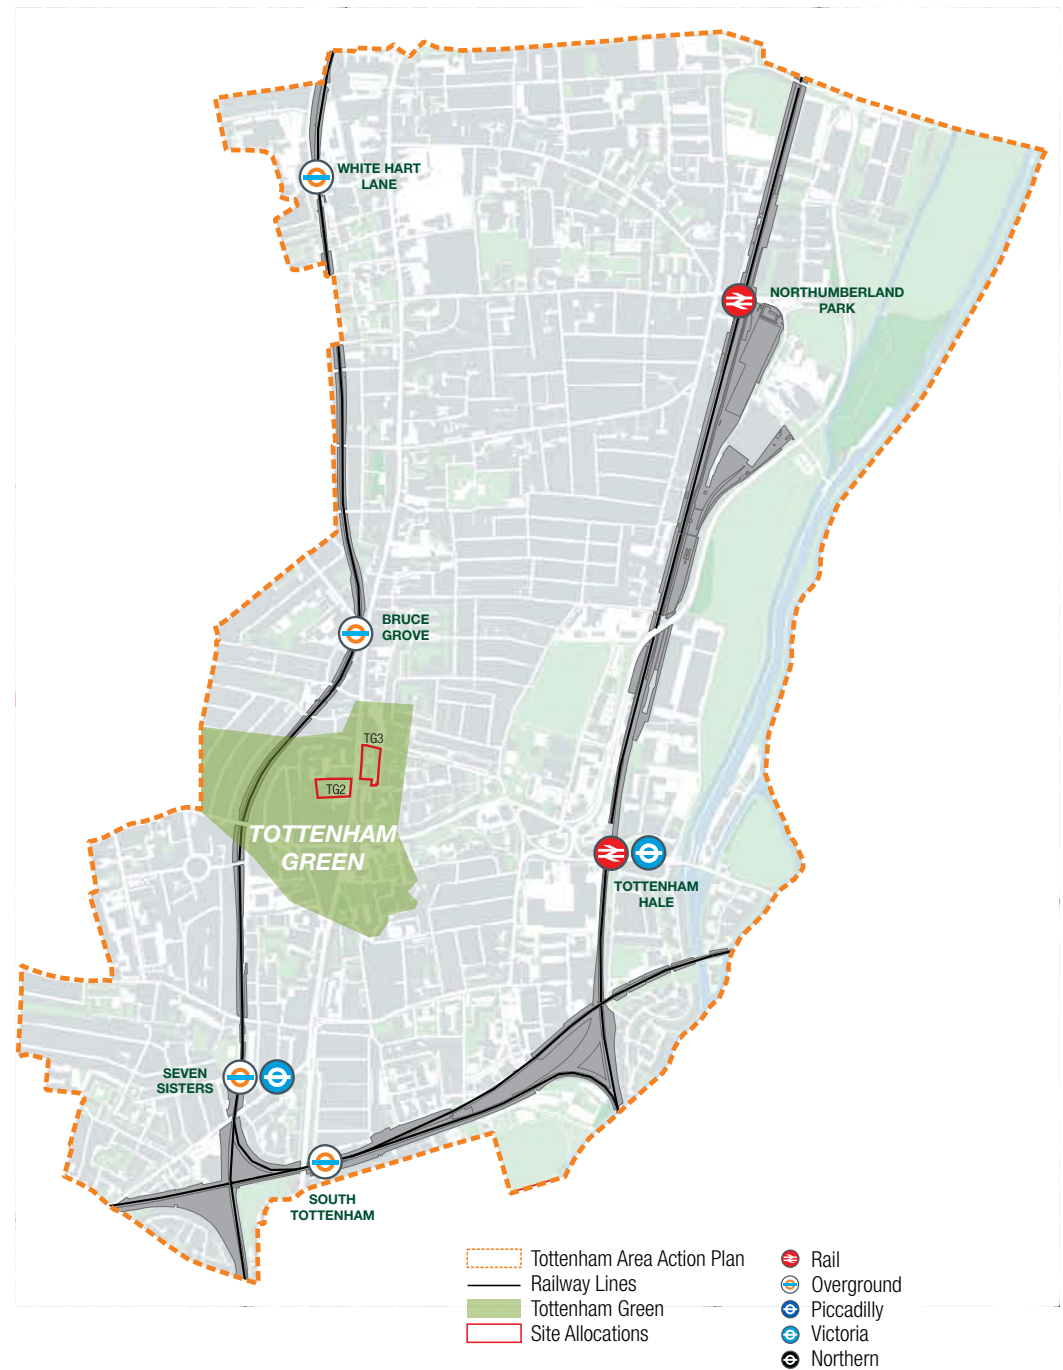 WHITE HART
LANE
NORTHUMBERLAND
PARK
BRUCE
GROVE
TG3
TG2
TOTTENHAM
GREEN
TOTTENHAM
HALE
SEVEN
SISTERS
SOUTH
TOTTENHAM
Tottenham Area Action Plan
Railway Lines
Tottenham Green
Site Allocations
Rail
Overground
Piccadilly
Victoria
Northern